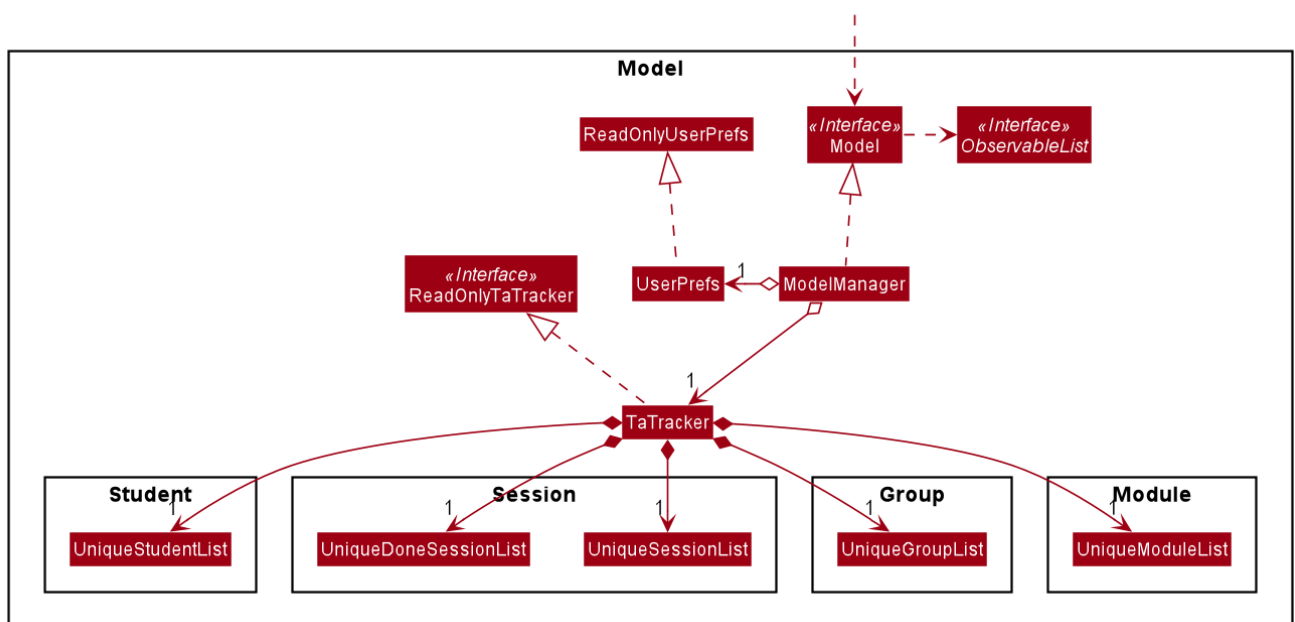 Model
«Interface»
Model
«Interface»
ObservableList
ReadOnlyUserPrefs
«Interface»
ReadOnlyTaTracker
UserPrefs
1
ModelManager
1
TaTracker
Student
1
UniqueStudentList
Session
1
UniqueDoneSessionList
1
UniqueSessionList
Group
1
UniqueGroupList
Module
1
UniqueModuleList